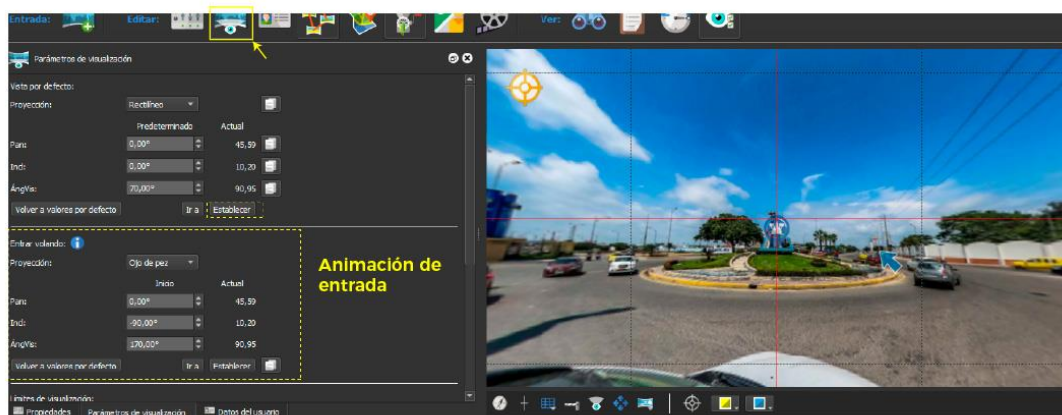 Entrada:
Editar:
Ver:
Parámetros de visualización
Vista por defecto:
Proyección: Rectilíneo
Predeterminado Actual
Pan: 0,00° 45,59
Incl: 0,00° 10,20
ÁngVis: 70,00° 90,95
Volver a valores por defecto Ir a Establecer
Entrar volando:
Proyección: Ojo de pez
Inicio Actual
Pan: 0,00° 45,59
Incl: -90,00° 10,20
ÁngVis: 170,00° 90,95
Volver a valores por defecto Ir a Establecer
Animación de
entrada
Límites de visualización:
Propiedades Parámetros de visualización Datos del usuario